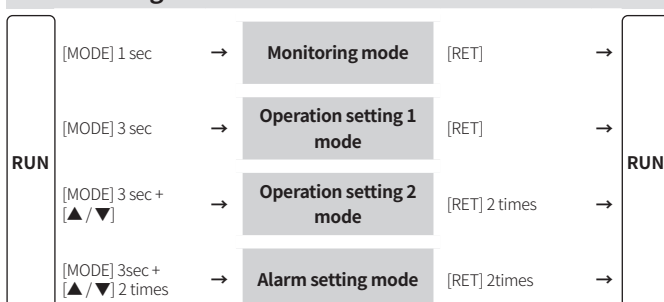 RUN
[MODE] 1 sec → Monitoring mode [RET] →
[MODE] 3 sec → Operation setting 1 mode [RET] →
[MODE] 3 sec + [▲ / ▼] → Operation setting 2 mode [RET] 2 times →
[MODE] 3sec + [▲ / ▼] 2 times → Alarm setting mode [RET] 2times →
RUN